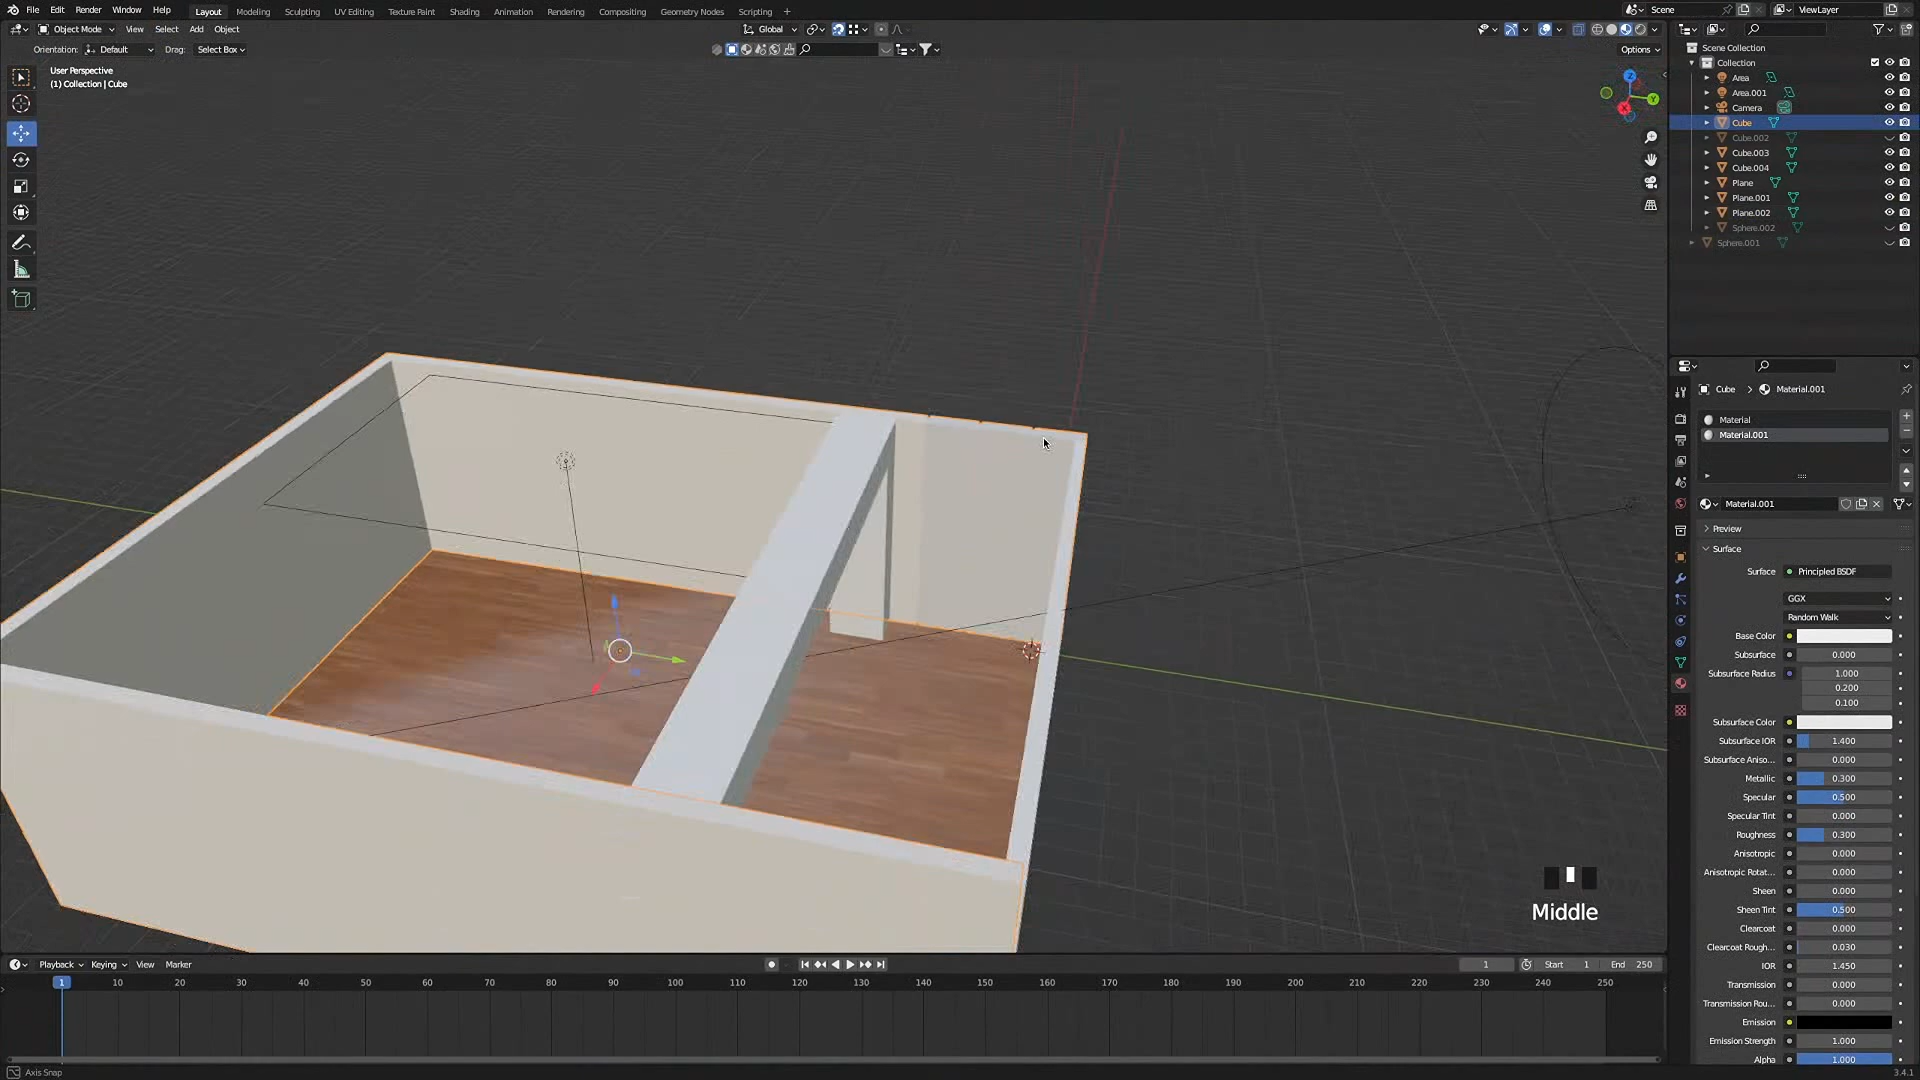 File Edit Render Window Help Layout Modeling Sculpting UV Editing Texture Paint Shading Animation Rendering Compositing Geometry Nodes Scripting + Scene ViewLayer
Object Mode View Select Add Object Global
Orientation: Default Drag: Select Box Options
User Perspective
(1) Collection | Cube
Scene Collection
Collection
Area
Area.001
Camera
Cube
Cube.002
Cube.003
Cube.004
Plane
Plane.001
Plane.002
Sphere.002
Sphere.001
Z
Y
X
Cube > Material.001
Material
Material.001
Material.001
Preview
Surface
Surface Principled BSDF
GGX
Random Walk
Base Color
Subsurface 0.000
Subsurface Radius 1.000
0.200
0.100
Subsurface Color
Subsurface IOR 1.400
Subsurface Aniso... 0.000
Metallic 0.300
Specular 0.500
Specular Tint 0.000
Roughness 0.300
Anisotropic 0.000
Anisotropic Rotat... 0.000
Sheen 0.000
Sheen Tint 0.500
Clearcoat 0.000
Clearcoat Rough... 0.030
IOR 1.450
Transmission 0.000
Transmission Rou... 0.000
Emission
Emission Strength 1.000
Alpha 1.000
Middle
Playback Keying View Marker 1 Start 1 End 250
1 10 20 30 40 50 60 70 80 90 100 110 120 130 140 150 160 170 180 190 200 210 220 230 240 250
Axis Snap 3.4.1